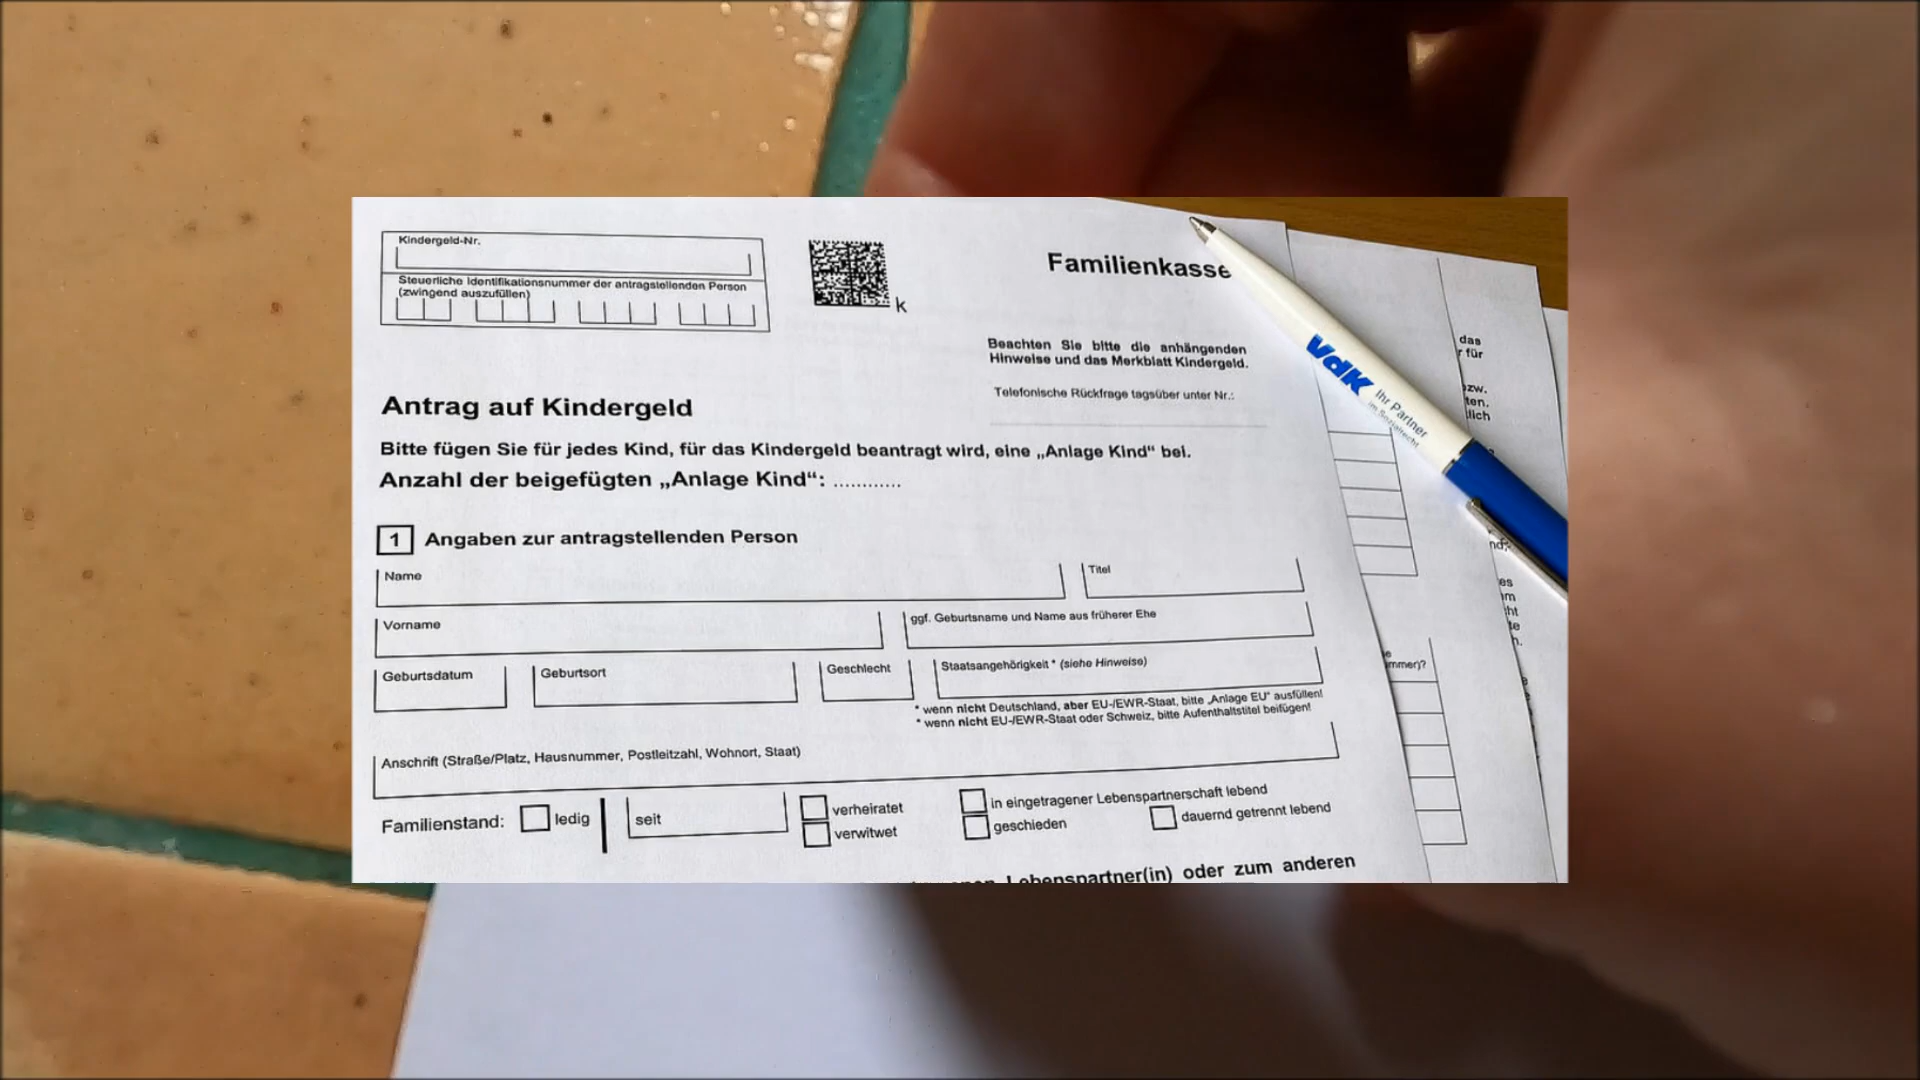 Kindergeld-Nr.
Steuerliche Identifikationsnummer der antragstellenden Person
(zwingend auszufüllen)
k
Familienkasse
Beachten Sie bitte die anhängenden
Hinweise und das Merkblatt Kindergeld.
Telefonische Rückfrage tagsüber unter Nr.:
Antrag auf Kindergeld
Bitte fügen Sie für jedes Kind, für das Kindergeld beantragt wird, eine „Anlage Kind“ bei.
Anzahl der beigefügten „Anlage Kind“: ............
1 Angaben zur antragstellenden Person
Name
Titel
Vorname
ggf. Geburtsname und Name aus früherer Ehe
Geburtsdatum
Geburtsort
Geschlecht
Staatsangehörigkeit * (siehe Hinweise)
* wenn nicht Deutschland, aber EU-/EWR-Staat, bitte „Anlage EU“ ausfüllen!
* wenn nicht EU-/EWR-Staat oder Schweiz, bitte Aufenthaltstitel beifügen!
Anschrift (Straße/Platz, Hausnummer, Postleitzahl, Wohnort, Staat)
Familienstand: ledig seit verheiratet in eingetragener Lebenspartnerschaft lebend
verwitwet geschieden dauernd getrennt lebend
Lebenspartner(in) oder zum anderen
VdK
Ihr Partner
im Sozialrecht
das
für